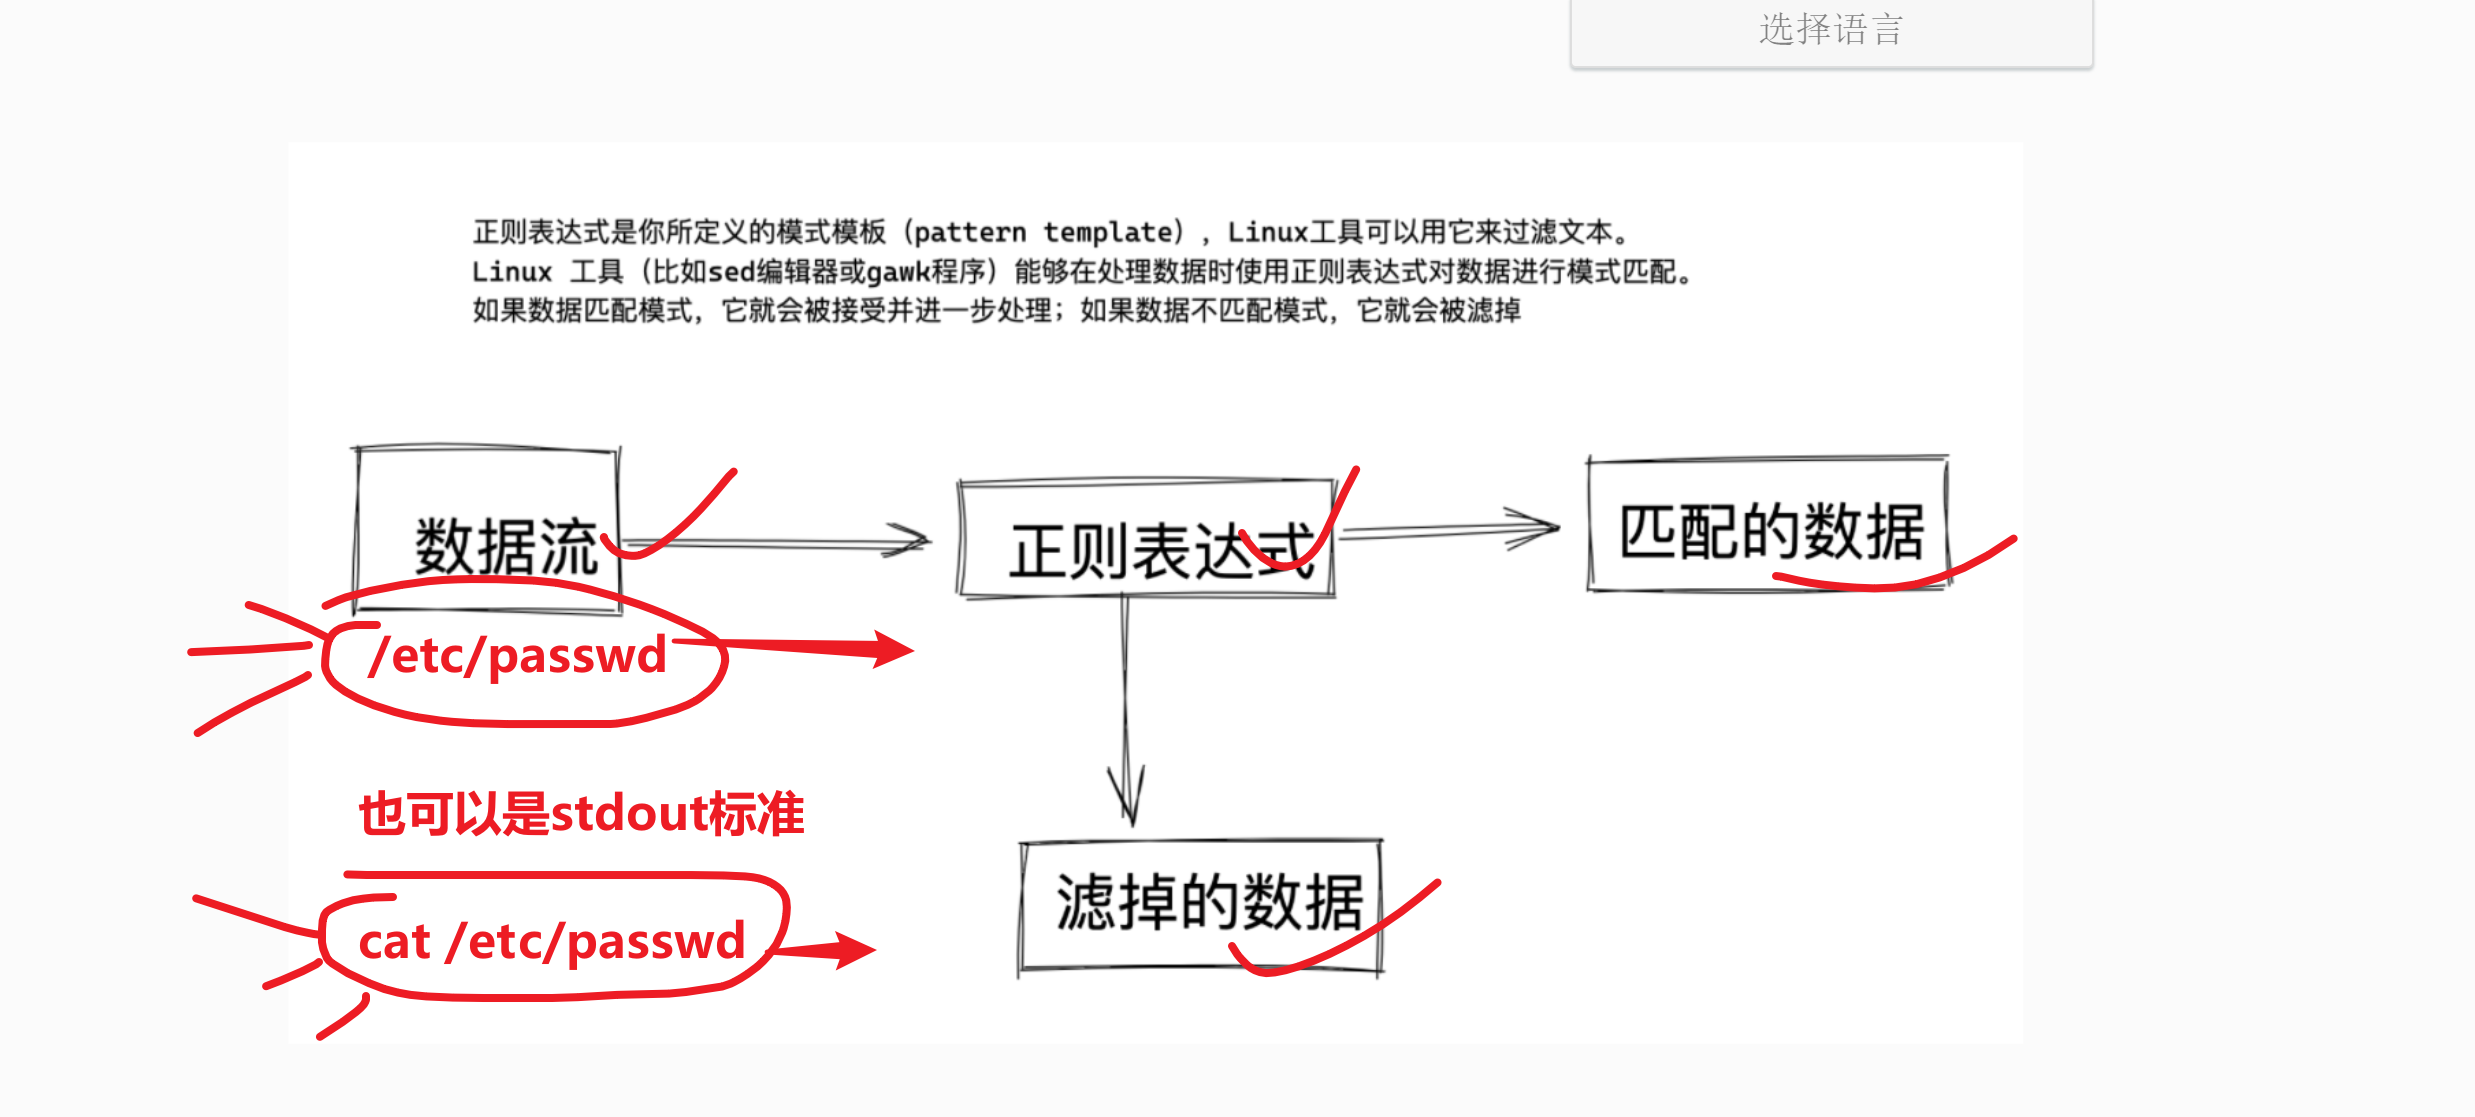 选择语言
正则表达式是你所定义的模式模板（pattern template），Linux工具可以用它来过滤文本。
Linux 工具（比如sed编辑器或gawk程序）能够在处理数据时使用正则表达式对数据进行模式匹配。
如果数据匹配模式，它就会被接受并进一步处理；如果数据不匹配模式，它就会被滤掉
数据流
正则表达式
匹配的数据
/etc/passwd
也可以是stdout标准
滤掉的数据
cat /etc/passwd